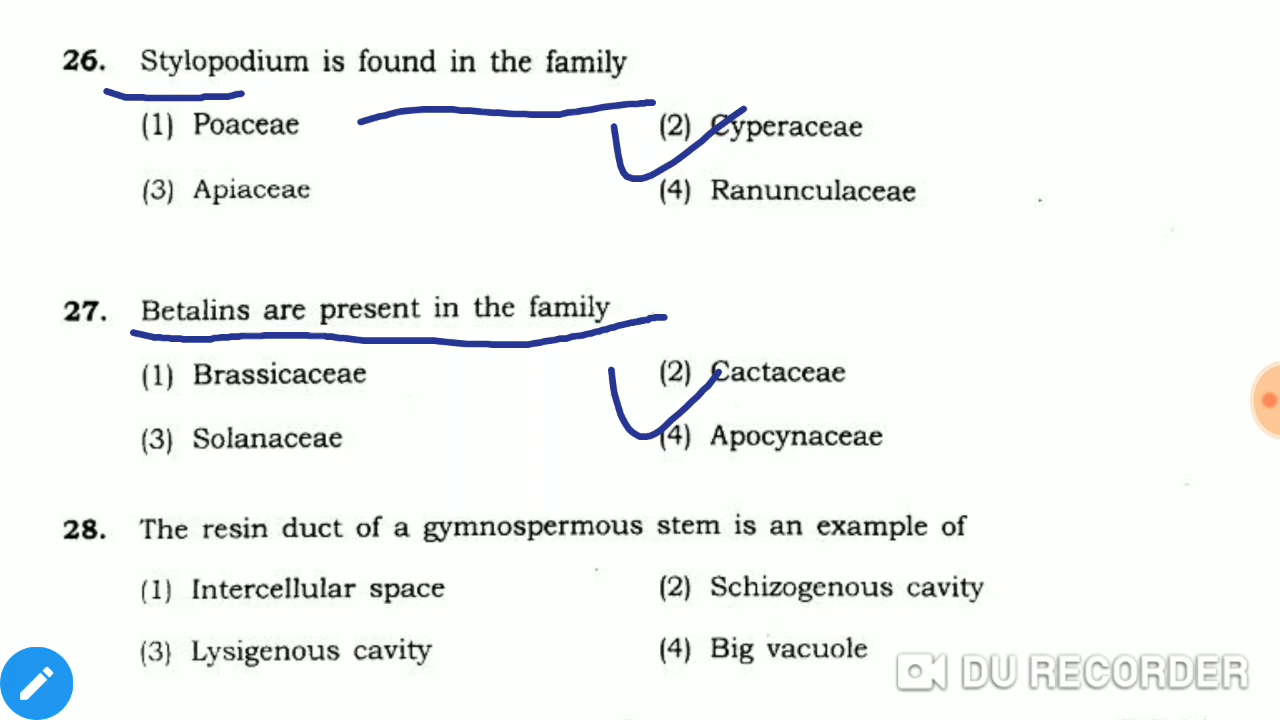 26. Stylopodium is found in the family
(1) Poaceae (2) Cyperaceae
(3) Apiaceae (4) Ranunculaceae
27. Betalins are present in the family
(1) Brassicaceae (2) Cactaceae
(3) Solanaceae (4) Apocynaceae
28. The resin duct of a gymnospermous stem is an example of
(1) Intercellular space (2) Schizogenous cavity
(3) Lysigenous cavity (4) Big vacuole
DU RECORDER